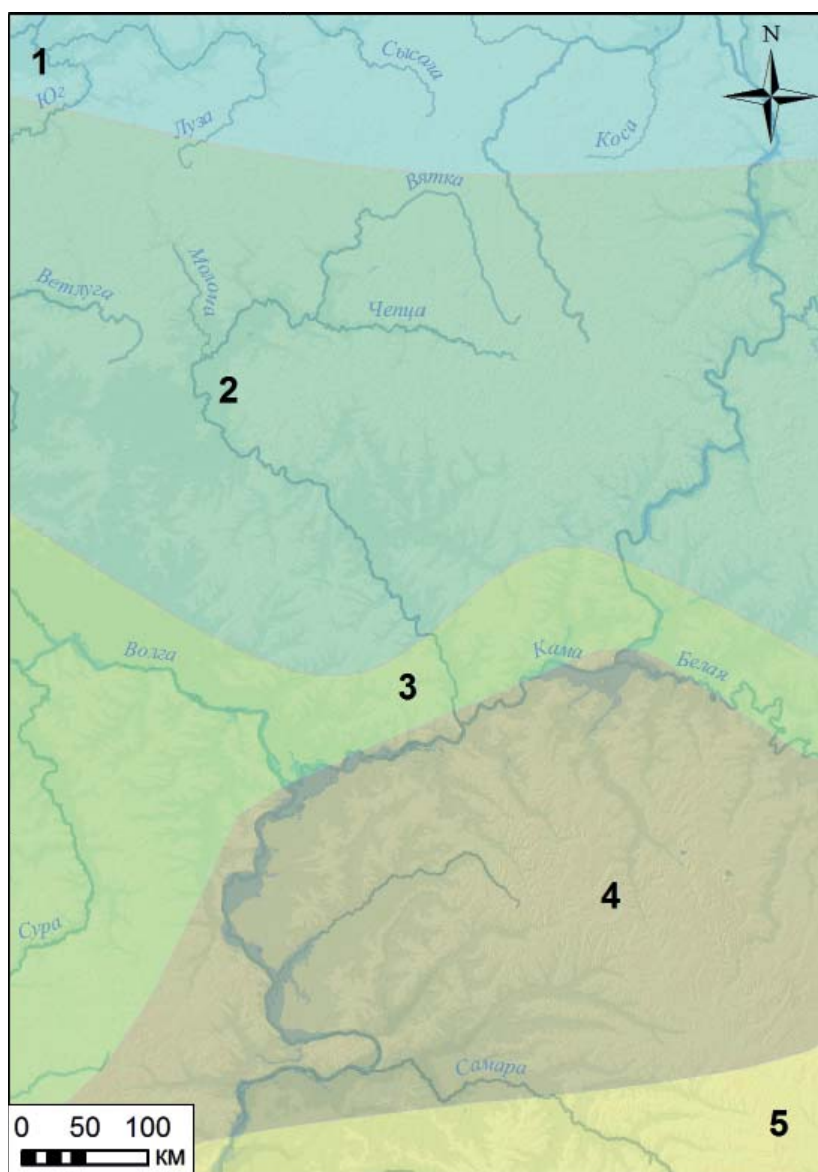 N
1
Сысола
Юг
Луза
Коса
Вятка
Молома
Ветлуга
Чепца
2
Волга
Кама
Белая
3
4
Сура
Самара
5
0 50 100
КМ